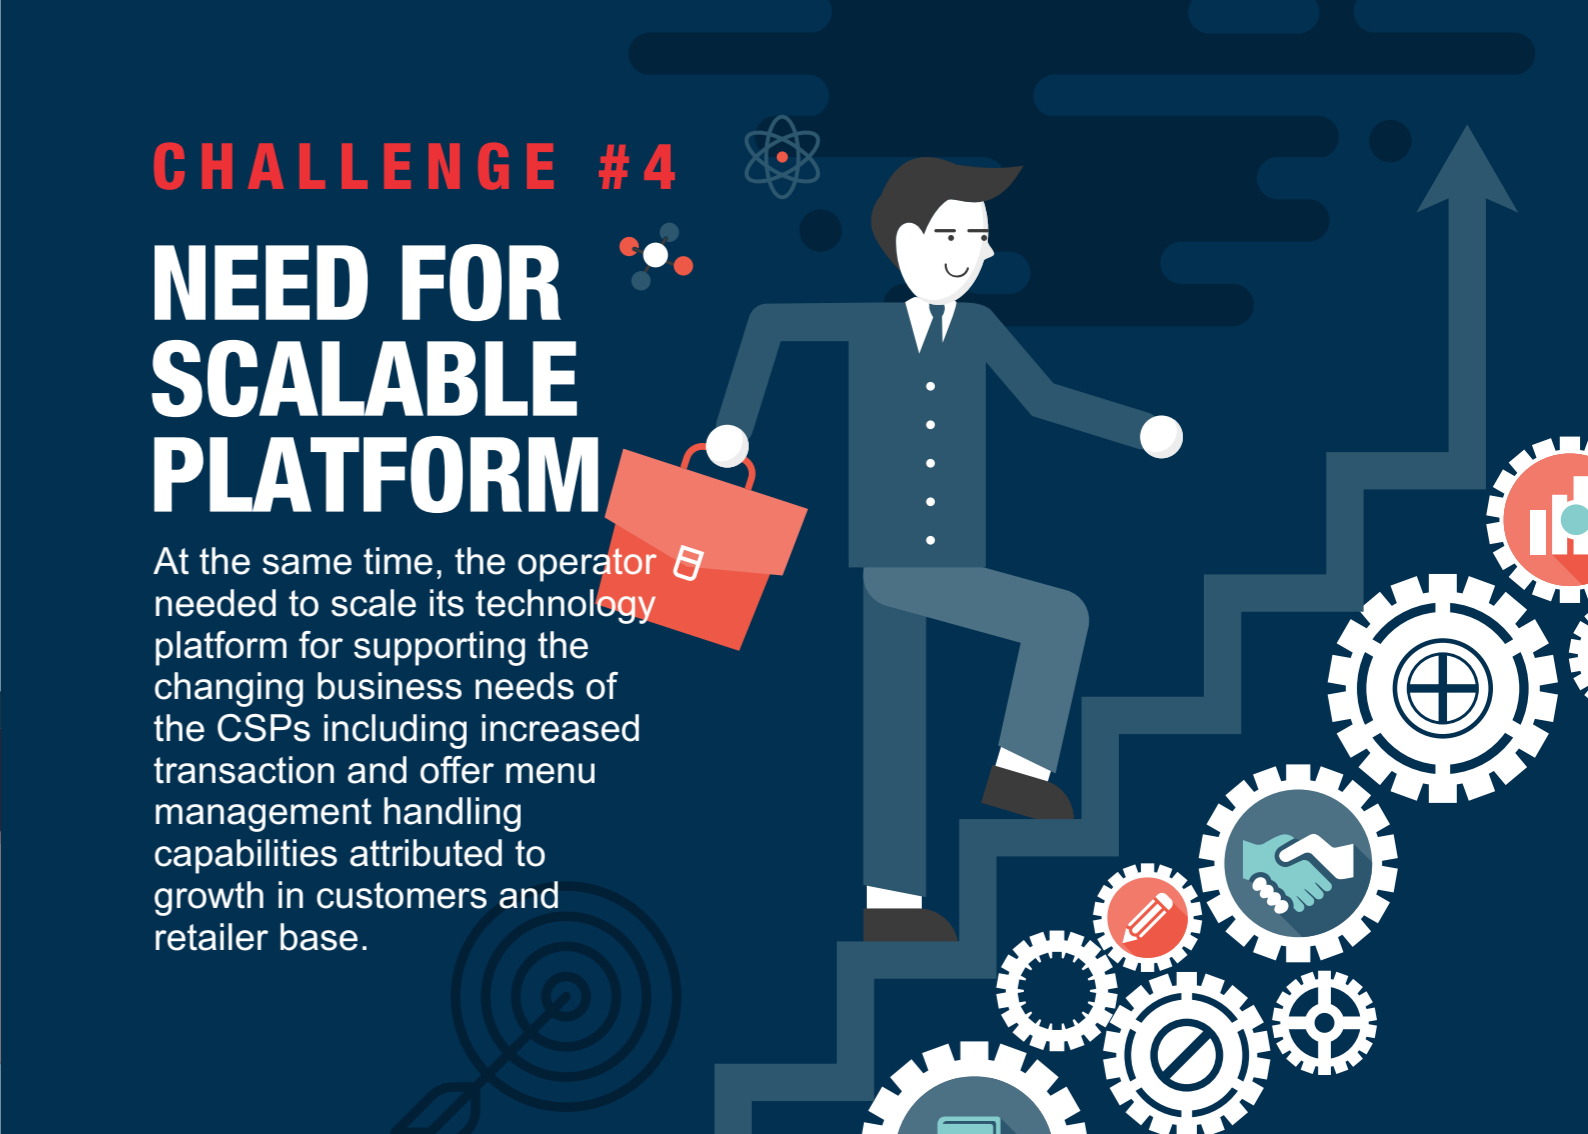 CHALLENGE #4
NEED FOR
SCALABLE
PLATFORM
At the same time, the operator
needed to scale its technology
platform for supporting the
changing business needs of
the CSPs including increased
transaction and offer menu
management handling
capabilities attributed to
growth in customers and
retailer base.